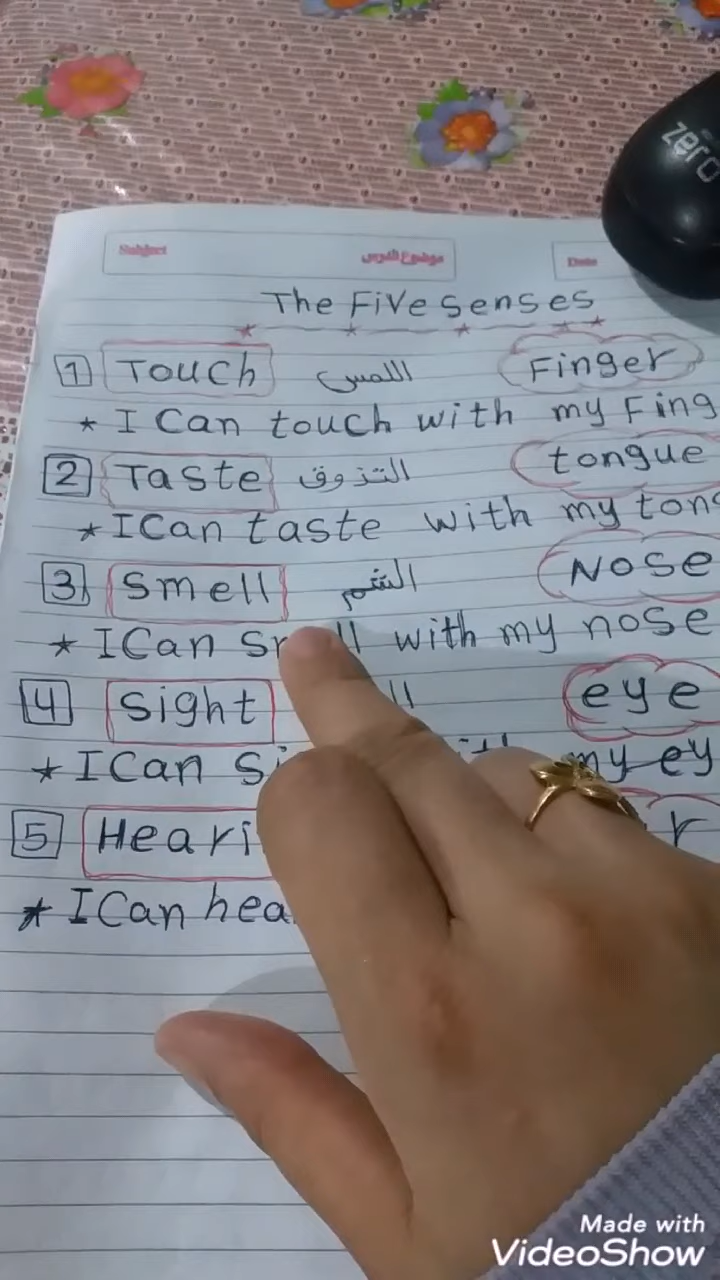 zero
Subject موضوع الدرس Date
The Five Senses
1 Touch اللمس Finger
* I Can touch with my Fing
2 Taste التذوق tongue
* I Can taste with my tong
3 Smell الشم Nose
* I Can with my nose
4 Sight eye
* I Can my ey
5 Heari r
* I Can hea
Made with
VideoShow